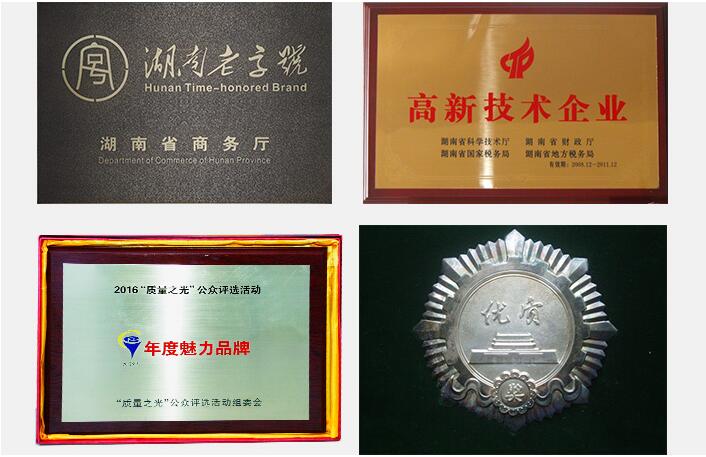 湖南老字號
Hunan Time-honored Brand
湖南省商务厅
Department of Commerce of Hunan Province
高新技术企业
湖南省科学技术厅 湖南省财政厅
湖南省国家税务局 湖南省地方税务局
有效期：2008.12-2011.12
2016“质量之光”公众评选活动
年度魅力品牌
“质量之光”公众评选活动组委会
优质
奖